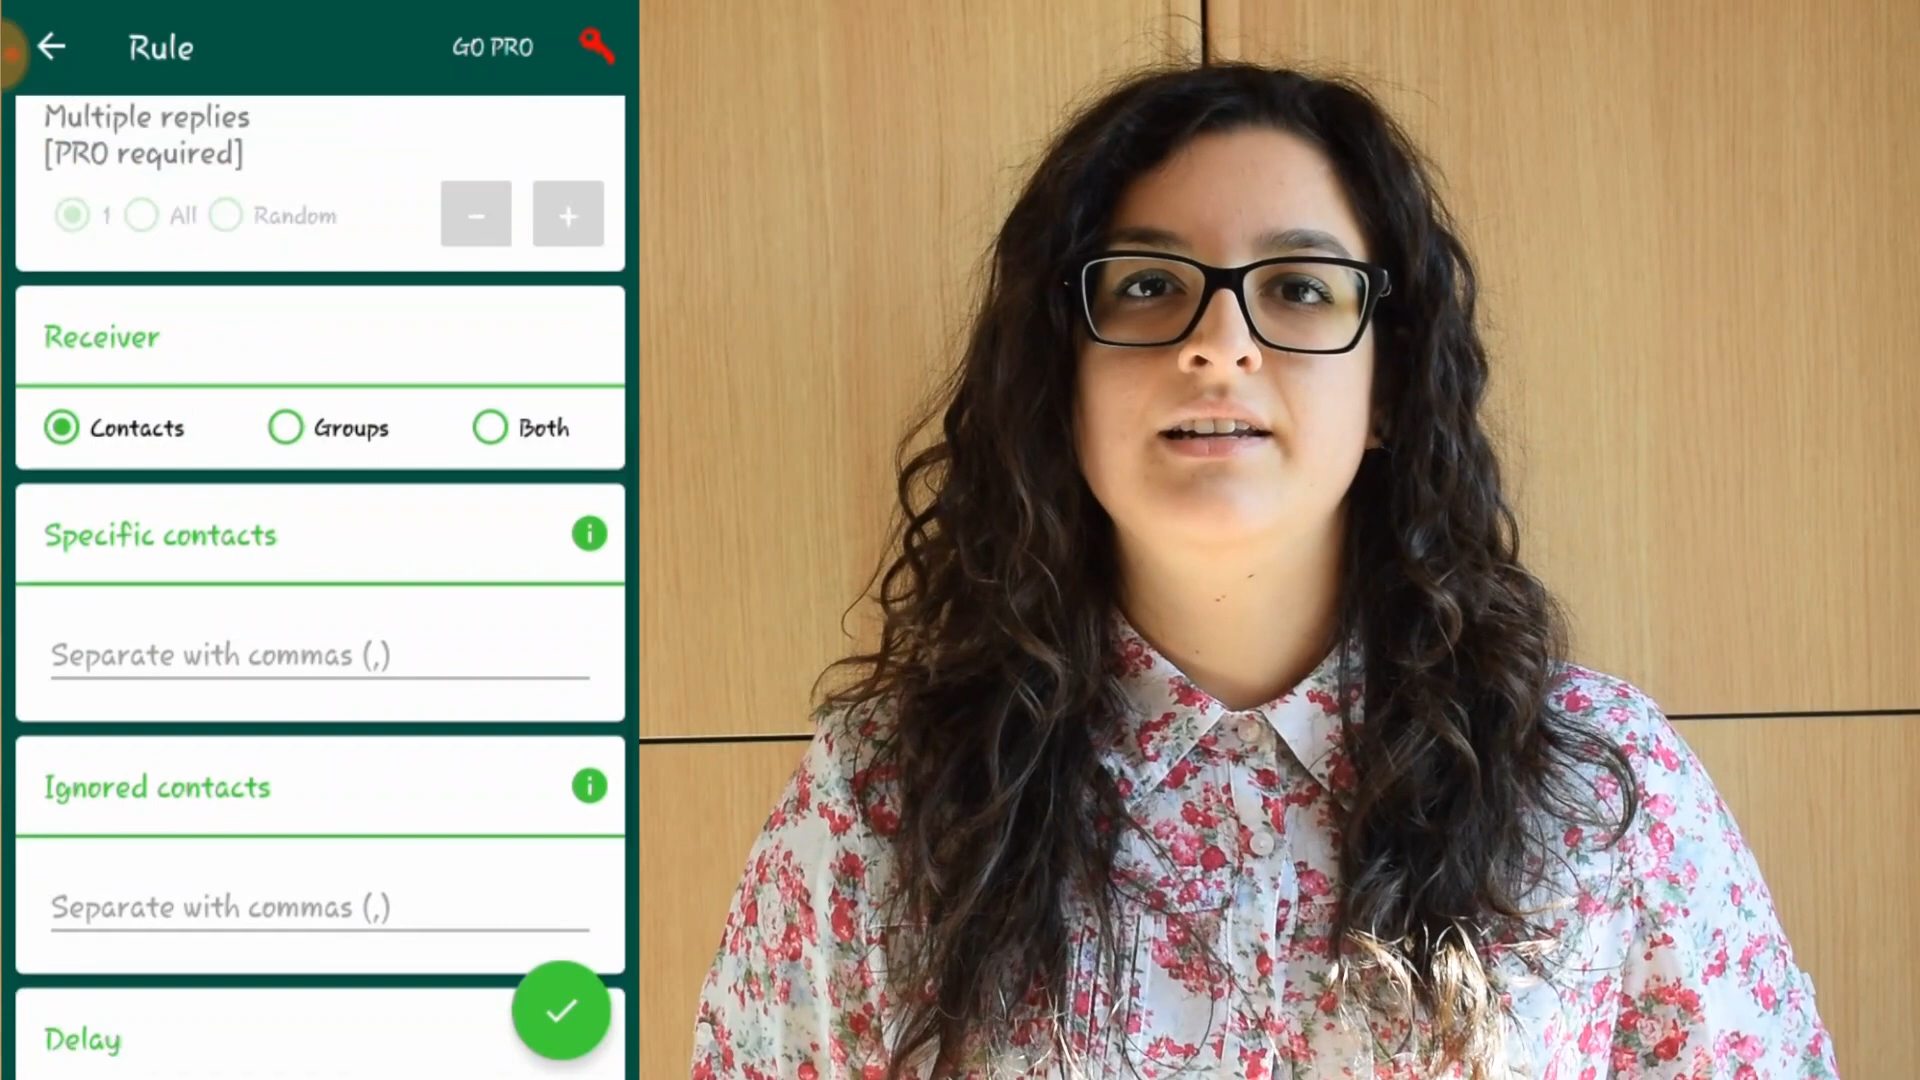 Rule
GO PRO
Multiple replies
[PRO required]
1 All Random
- +
Receiver
Contacts Groups Both
Specific contacts
Separate with commas (,)
Ignored contacts
Separate with commas (,)
Delay